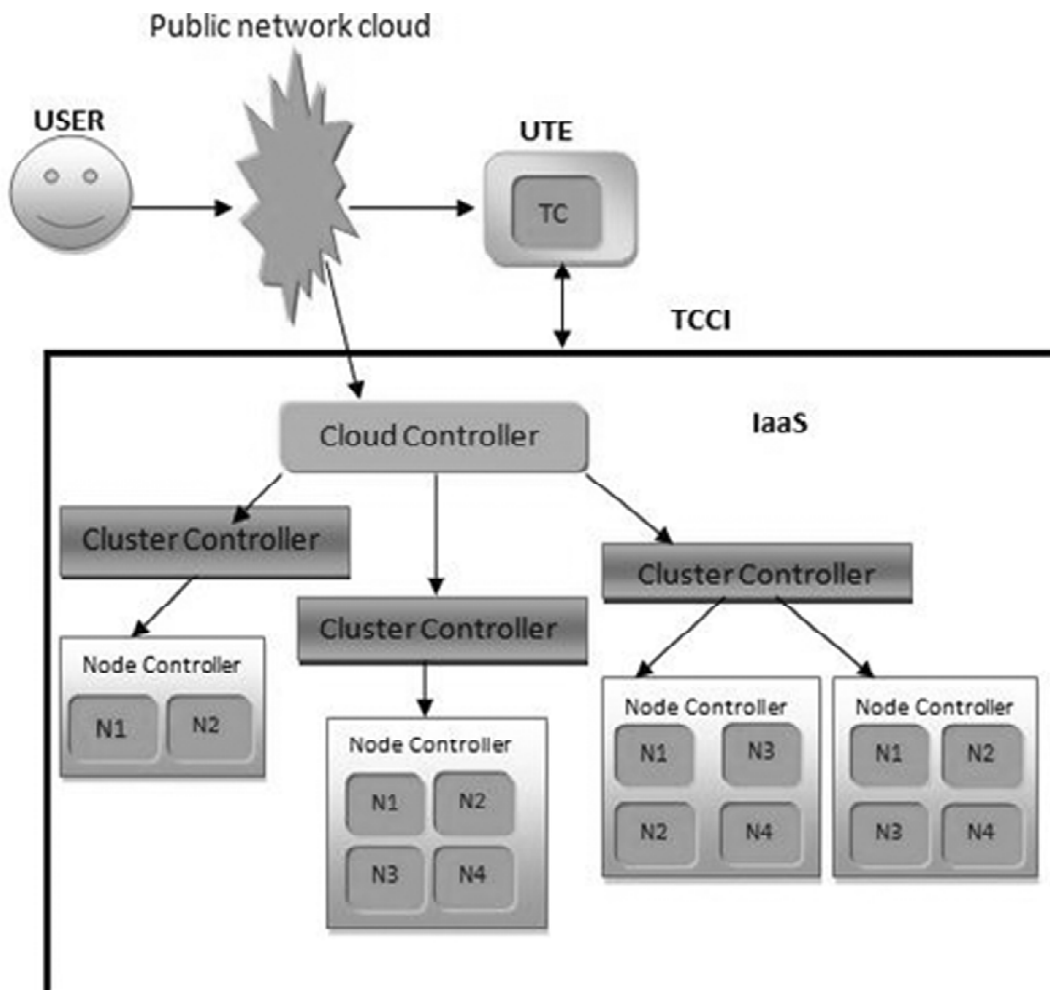 Public network cloud
USER
UTE
TC
TCCI
IaaS
Cloud Controller
Cluster Controller
Cluster Controller
Cluster Controller
Node Controller
N1 N2
Node Controller
N1 N2
N3 N4
Node Controller
N1 N3
N2 N4
Node Controller
N1 N2
N3 N4